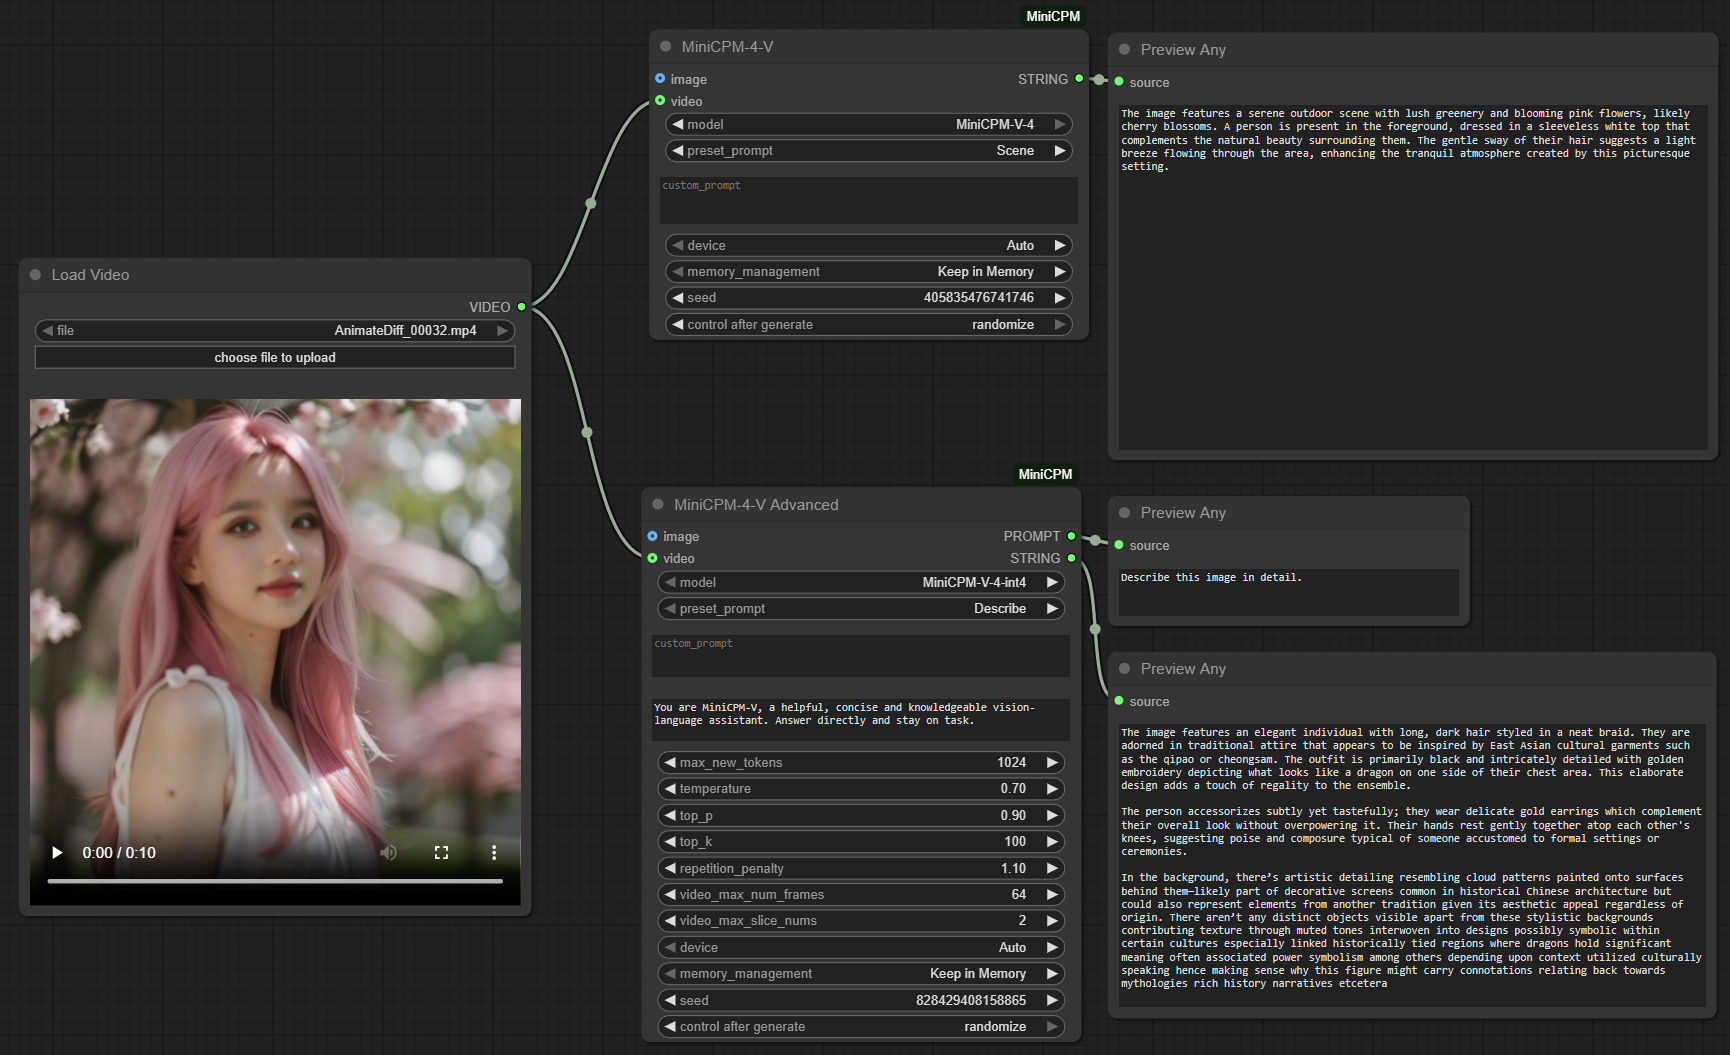 MiniCPM
MiniCPM-4-V
image
STRING
video
model
MiniCPM-V-4
preset_prompt
Scene
custom_prompt
device
Auto
memory_management
Keep in Memory
seed
405835476741746
control after generate
randomize
Preview Any
source
The image features a serene outdoor scene with lush greenery and blooming pink flowers, likely
cherry blossoms. A person is present in the foreground, dressed in a sleeveless white top that
complements the natural beauty surrounding them. The gentle sway of their hair suggests a light
breeze flowing through the area, enhancing the tranquil atmosphere created by this picturesque
setting.
Load Video
VIDEO
file
AnimateDiff_00032.mp4
choose file to upload
0:00 / 0:10
MiniCPM
MiniCPM-4-V Advanced
image
PROMPT
video
STRING
model
MiniCPM-V-4-int4
preset_prompt
Describe
custom_prompt
You are MiniCPM-V, a helpful, concise and knowledgeable vision-
language assistant. Answer directly and stay on task.
max_new_tokens
1024
temperature
0.70
top_p
0.90
top_k
100
repetition_penalty
1.10
video_max_num_frames
64
video_max_slice_nums
2
device
Auto
memory_management
Keep in Memory
seed
828429408158865
control after generate
randomize
Preview Any
source
Describe this image in detail.
Preview Any
source
The image features an elegant individual with long, dark hair styled in a neat braid. They are
adorned in traditional attire that appears to be inspired by East Asian cultural garments such
as the qipao or cheongsam. The outfit is primarily black and intricately detailed with golden
embroidery depicting what looks like a dragon on one side of their chest area. This elaborate
design adds a touch of regality to the ensemble.
The person accessorizes subtly yet tastefully; they wear delicate gold earrings which complement
their overall look without overpowering it. Their hands rest gently together atop each other's
knees, suggesting poise and composure typical of someone accustomed to formal settings or
ceremonies.
In the background, there’s artistic detailing resembling cloud patterns painted onto surfaces
behind them—likely part of decorative screens common in historical Chinese architecture but
could also represent elements from another tradition given its aesthetic appeal regardless of
origin. There aren’t any distinct objects visible apart from these stylistic backgrounds
contributing texture through muted tones interwoven into designs possibly symbolic within
certain cultures especially linked historically tied regions where dragons hold significant
meaning often associated power symbolism among others depending upon context utilized culturally
speaking hence making sense why this figure might carry connotations relating back towards
mythologies rich history narratives etcetera